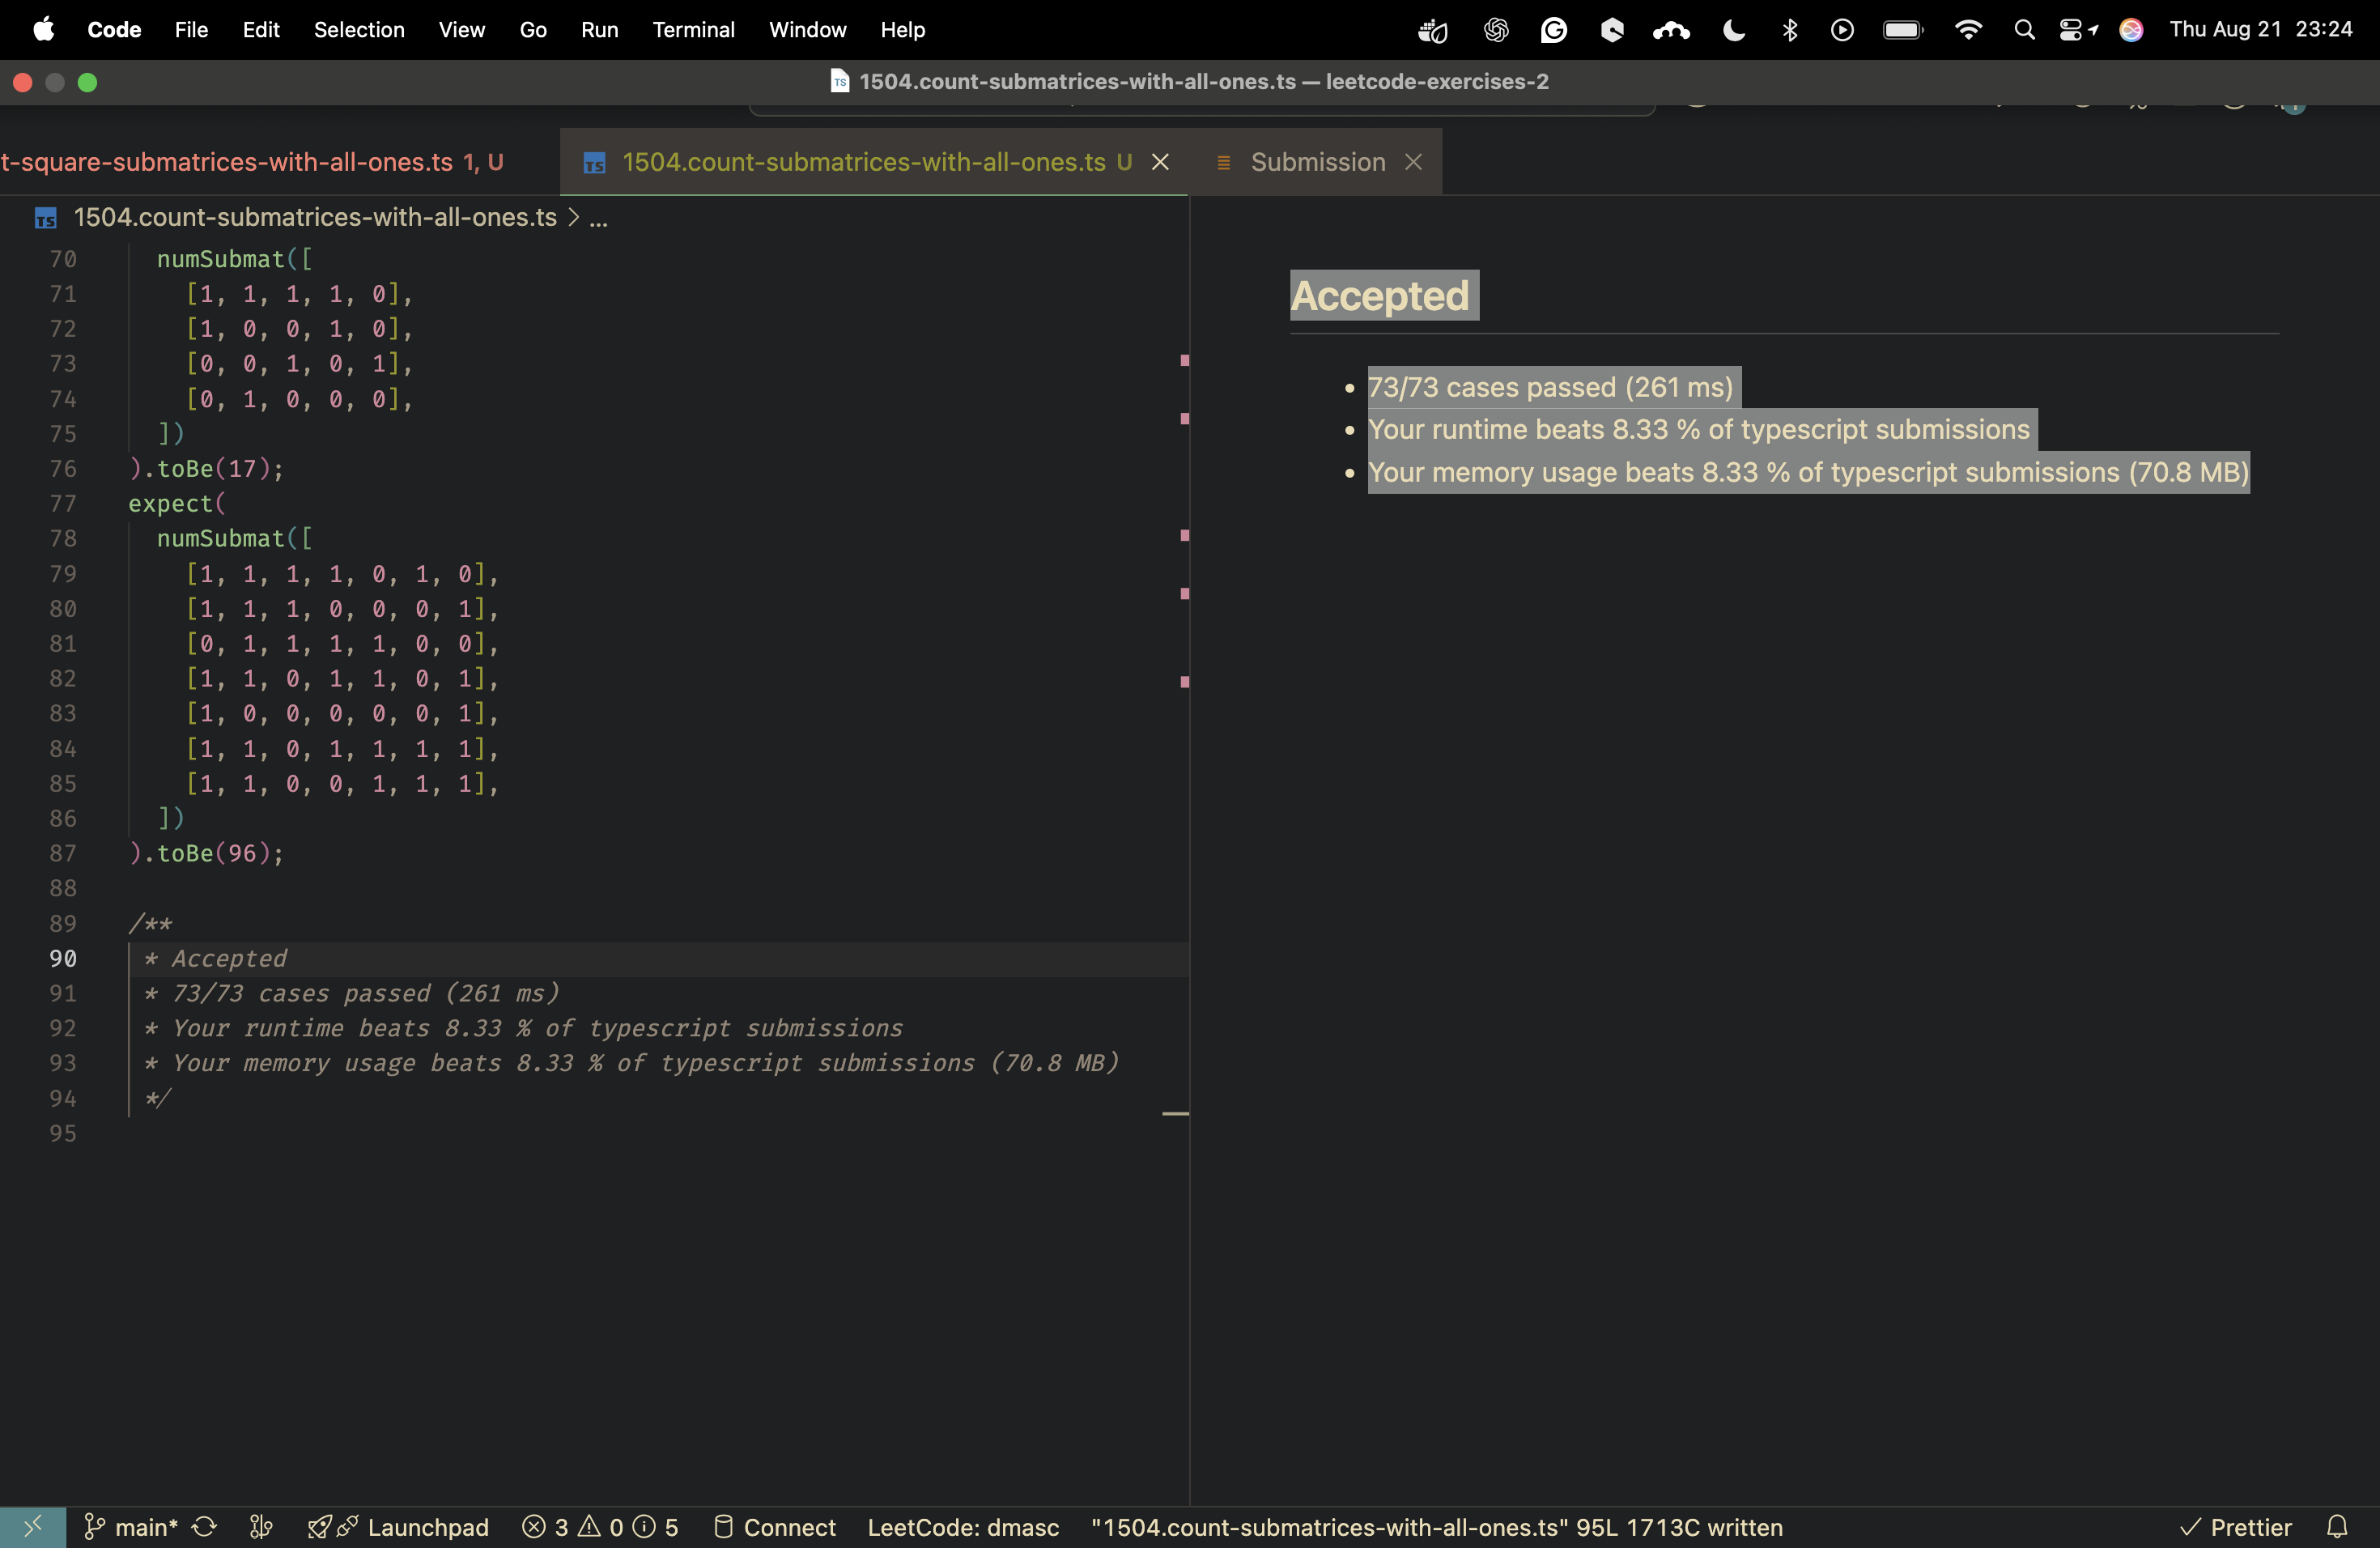 Code File Edit Selection View Go Run Terminal Window Help Thu Aug 21 23:24
TS 1504.count-submatrices-with-all-ones.ts — leetcode-exercises-2
t-square-submatrices-with-all-ones.ts 1, U TS 1504.count-submatrices-with-all-ones.ts U Submission
TS 1504.count-submatrices-with-all-ones.ts > ...
70 numSubmat([
71 [1, 1, 1, 1, 0],
72 [1, 0, 0, 1, 0],
73 [0, 0, 1, 0, 1],
74 [0, 1, 0, 0, 0],
75 ])
76 ).toBe(17);
77 expect(
78 numSubmat([
79 [1, 1, 1, 1, 0, 1, 0],
80 [1, 1, 1, 0, 0, 0, 1],
81 [0, 1, 1, 1, 1, 0, 0],
82 [1, 1, 0, 1, 1, 0, 1],
83 [1, 0, 0, 0, 0, 0, 1],
84 [1, 1, 0, 1, 1, 1, 1],
85 [1, 1, 0, 0, 1, 1, 1],
86 ])
87 ).toBe(96);
88
89 /**
90 * Accepted
91 * 73/73 cases passed (261 ms)
92 * Your runtime beats 8.33 % of typescript submissions
93 * Your memory usage beats 8.33 % of typescript submissions (70.8 MB)
94 */
95
Accepted
• 73/73 cases passed (261 ms)
• Your runtime beats 8.33 % of typescript submissions
• Your memory usage beats 8.33 % of typescript submissions (70.8 MB)
main* Launchpad 3 0 5 Connect LeetCode: dmasc "1504.count-submatrices-with-all-ones.ts" 95L 1713C written Prettier